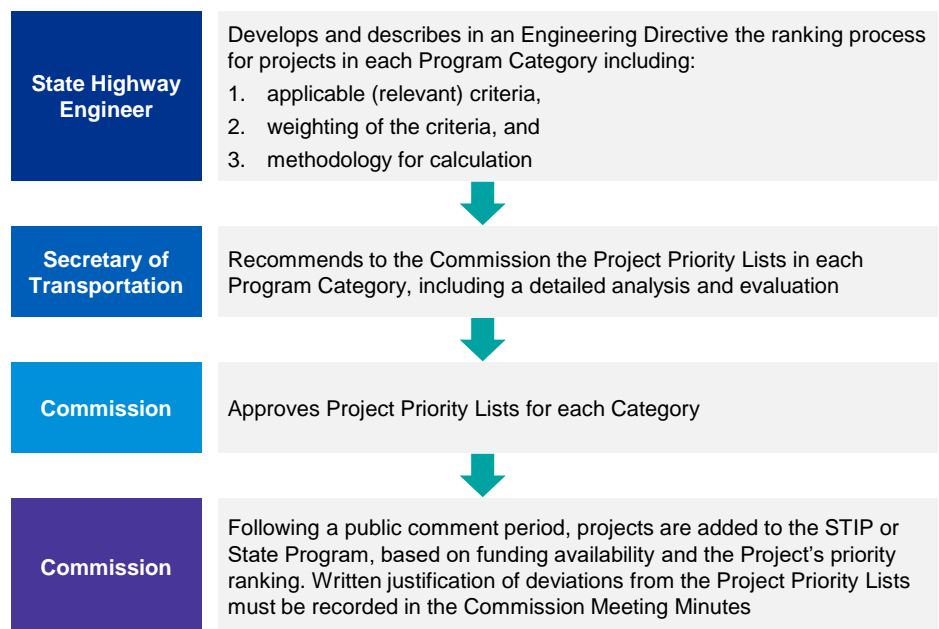 State Highway
Engineer
Develops and describes in an Engineering Directive the ranking process
for projects in each Program Category including:
1. applicable (relevant) criteria,
2. weighting of the criteria, and
3. methodology for calculation
Secretary of
Transportation
Recommends to the Commission the Project Priority Lists in each
Program Category, including a detailed analysis and evaluation
Commission
Approves Project Priority Lists for each Category
Commission
Following a public comment period, projects are added to the STIP or
State Program, based on funding availability and the Project's priority
ranking. Written justification of deviations from the Project Priority Lists
must be recorded in the Commission Meeting Minutes